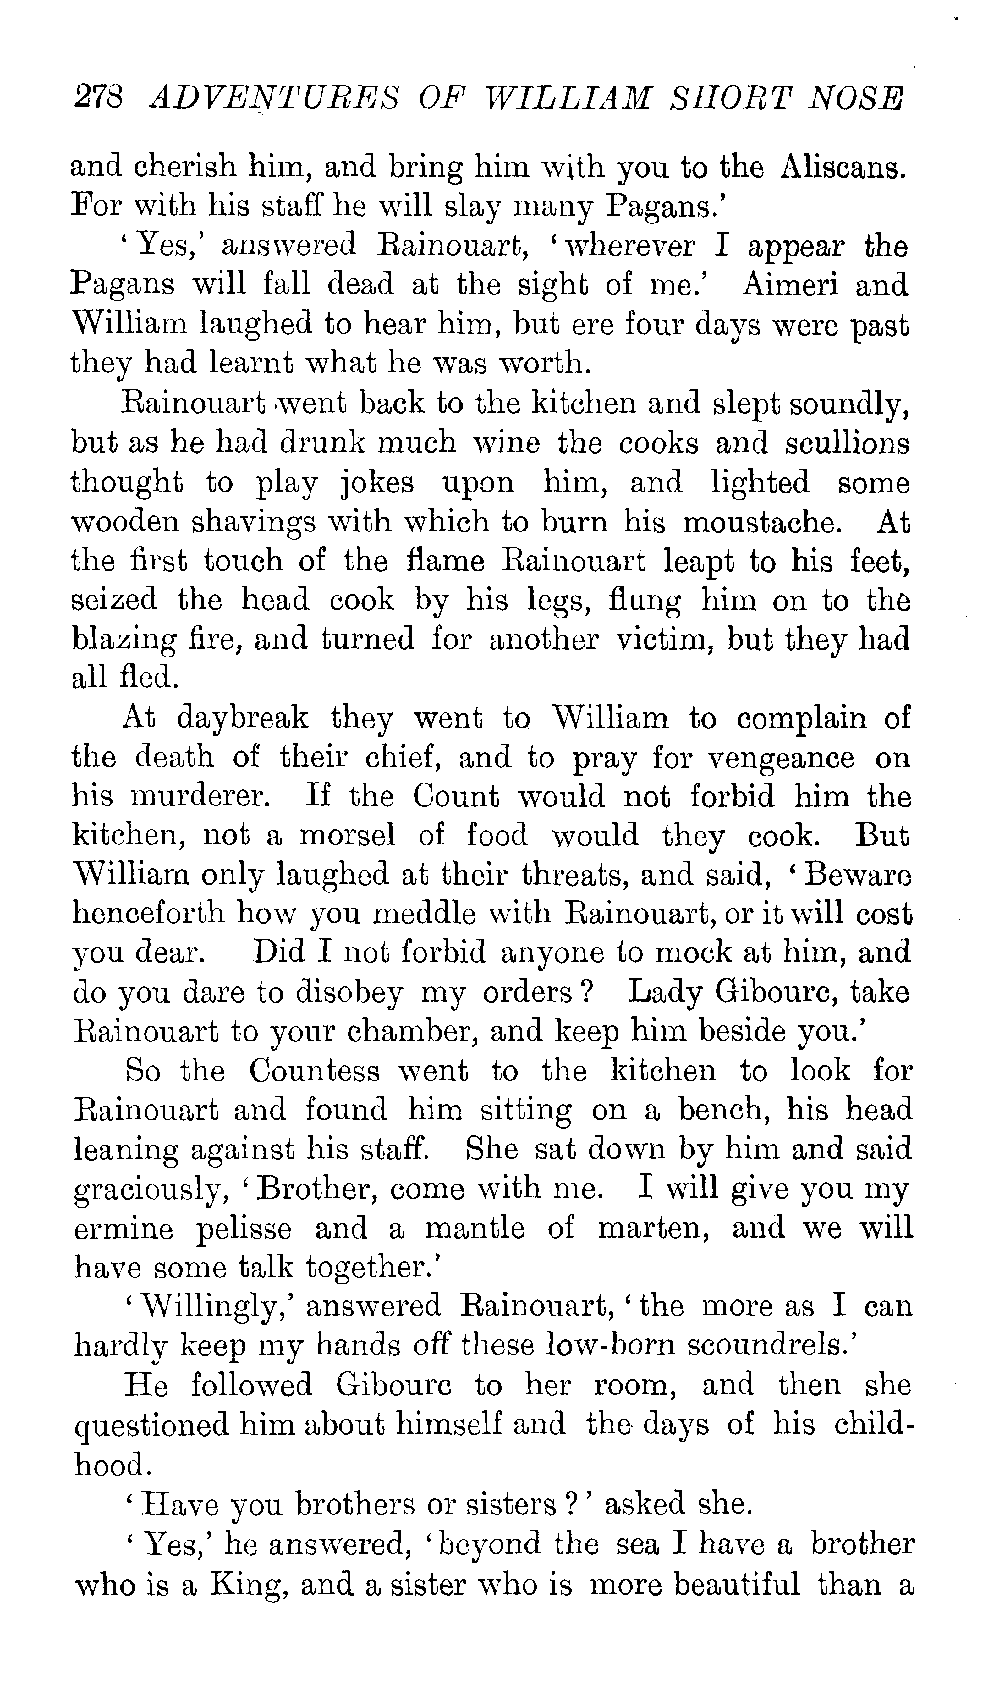 278 ADVENTURES OF WILLIAM SHORT NOSE
and cherish him, and bring him with you to the Aliscans.
For with his staff he will slay many Pagans.’
‘Yes,’ answered Rainouart, ‘wherever I appear the
Pagans will fall dead at the sight of me.’ Aimeri and
William laughed to hear him, but ere four days were past
they had learnt what he was worth.
Rainouart went back to the kitchen and slept soundly,
but as he had drunk much wine the cooks and scullions
thought to play jokes upon him, and lighted some
wooden shavings with which to burn his moustache. At
the first touch of the flame Rainouart leapt to his feet,
seized the head cook by his legs, flung him on to the
blazing fire, and turned for another victim, but they had
all fled.
At daybreak they went to William to complain of
the death of their chief, and to pray for vengeance on
his murderer. If the Count would not forbid him the
kitchen, not a morsel of food would they cook. But
William only laughed at their threats, and said, ‘Beware
henceforth how you meddle with Rainouart, or it will cost
you dear. Did I not forbid anyone to mock at him, and
do you dare to disobey my orders? Lady Gibourc, take
Rainouart to your chamber, and keep him beside you.’
So the Countess went to the kitchen to look for
Rainouart and found him sitting on a bench, his head
leaning against his staff. She sat down by him and said
graciously, ‘Brother, come with me. I will give you my
ermine pelisse and a mantle of marten, and we will
have some talk together.’
‘Willingly,’ answered Rainouart, ‘the more as I can
hardly keep my hands off these low-born scoundrels.’
He followed Gibourc to her room, and then she
questioned him about himself and the days of his child-
hood.
‘Have you brothers or sisters?’ asked she.
‘Yes,’ he answered, ‘beyond the sea I have a brother
who is a King, and a sister who is more beautiful than a